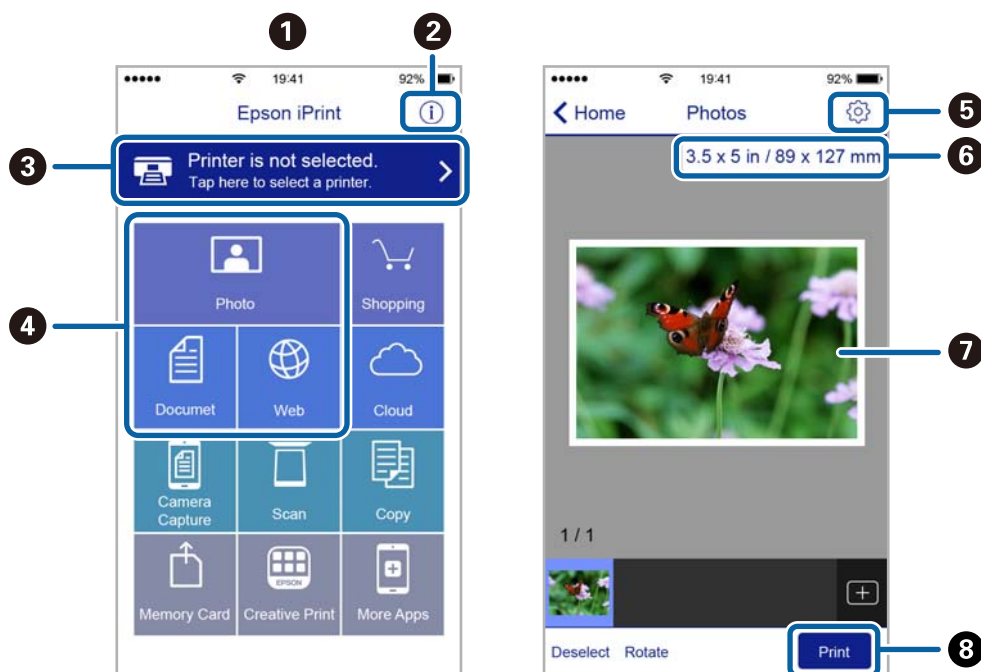 1
2
19:41
92%
Epson iPrint
3
Printer is not selected.
Tap here to select a printer.
4
Photo
Shopping
Documet
Web
Cloud
Camera
Capture
Scan
Copy
EPSON
Memory Card
Creative Print
More Apps
19:41
92%
Home
Photos
5
3.5 x 5 in / 89 x 127 mm
6
7
1 / 1
Deselect
Rotate
Print
8